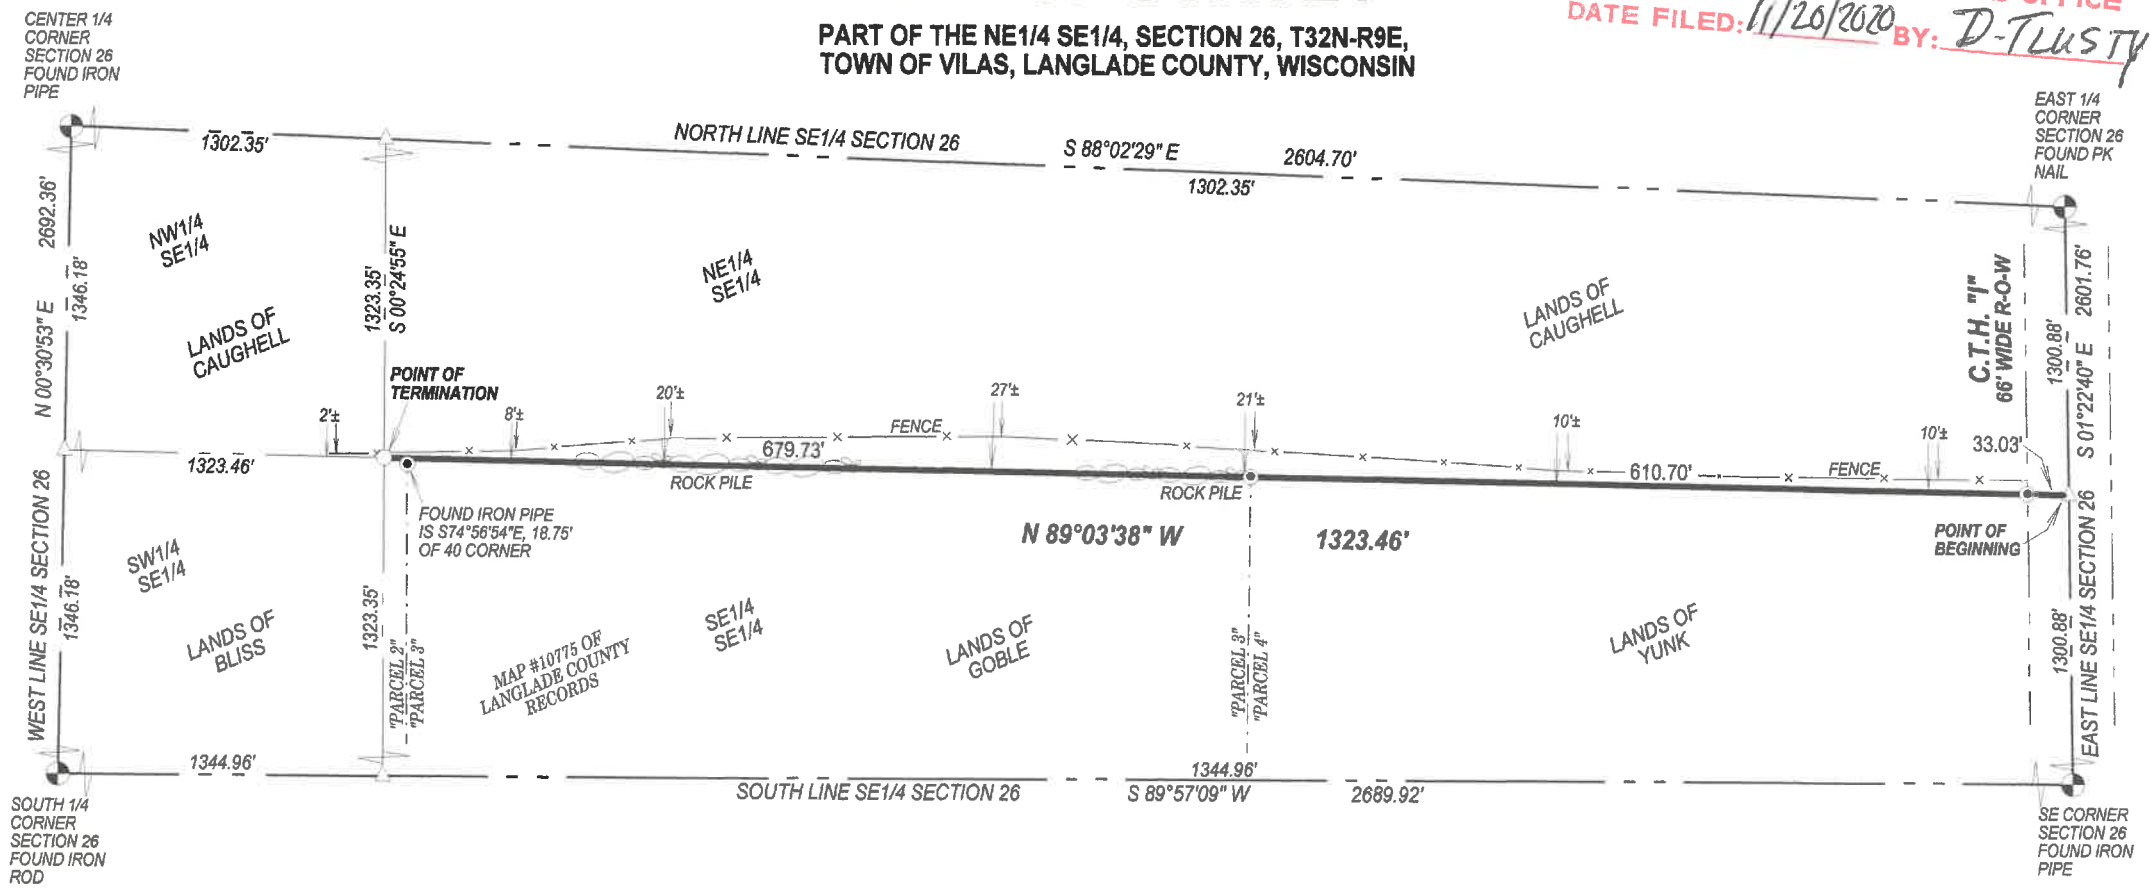 CENTER 1/4
CORNER
SECTION 26
FOUND IRON
PIPE
PART OF THE NE1/4 SE1/4, SECTION 26, T32N-R9E,
TOWN OF VILAS, LANGLADE COUNTY, WISCONSIN
OFFICE
DATE FILED: 11/20/2020 BY: D-TLUSTY
EAST 1/4
CORNER
SECTION 26
FOUND PK
NAIL
1302.35'
NORTH LINE SE1/4 SECTION 26
S 88°02'29" E
2604.70'
1302.35'
N 00°30'53" E 2692.36'
1346.18'
NW1/4
SE1/4
1323.35'
S 00°24'55" E
NE1/4
SE1/4
LANDS OF
CAUGHELL
LANDS OF
CAUGHELL
C.T.H. "I"
66' WIDE R-O-W
1300.88'
S 01°22'40" E 2601.76'
POINT OF
TERMINATION
2'±
8'±
20'±
27'±
21'±
10'±
10'±
FENCE
679.73'
1323.46'
610.70'
FENCE
33.03'
ROCK PILE
ROCK PILE
FOUND IRON PIPE
IS S74°56'54"E, 18.75'
OF 40 CORNER
N 89°03'38" W
1323.46'
POINT OF
BEGINNING
WEST LINE SE1/4 SECTION 26
1346.18'
SW1/4
SE1/4
LANDS OF
BLISS
1323.35'
"PARCEL 2"
"PARCEL 3"
MAP #10775 OF
LANGLADE COUNTY
RECORDS
SE1/4
SE1/4
LANDS OF
GOBLE
"PARCEL 3"
"PARCEL 4"
LANDS OF
YUNK
1300.88'
EAST LINE SE1/4 SECTION 26
1344.96'
SOUTH LINE SE1/4 SECTION 26
S 89°57'09" W
1344.96'
2689.92'
SOUTH 1/4
CORNER
SECTION 26
FOUND IRON
ROD
SE CORNER
SECTION 26
FOUND IRON
PIPE